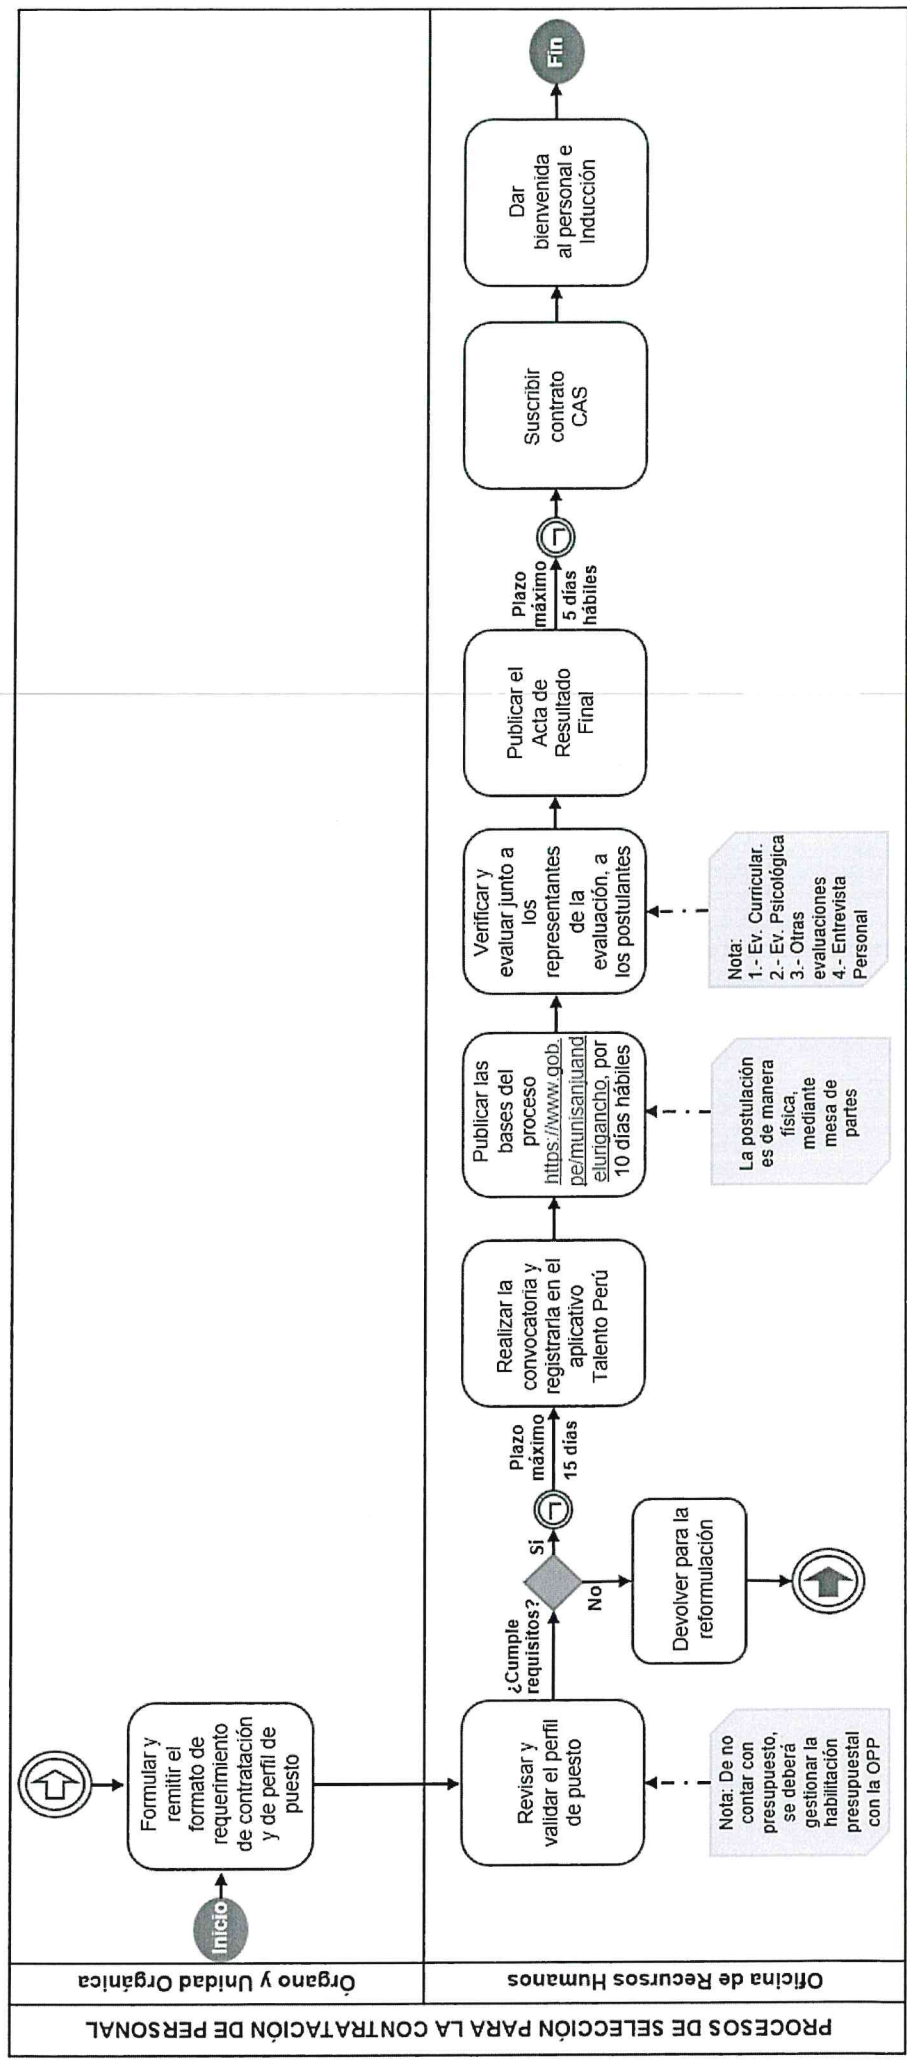 PROCESOS DE SELECCIÓN PARA LA CONTRATACIÓN DE PERSONAL
Órgano y Unidad Orgánica
Inicio
Formular y
remitir el
formato de
requerimiento
de contratación
y de perfil de
puesto
Oficina de Recursos Humanos
Revisar y
validar el perfil
de puesto
Nota: De no
contar con
presupuesto,
se deberá
gestionar la
habilitación
presupuestal
con la OPP
¿Cumple
requisitos?
Si
No
Devolver para la
reformulación
Plazo
máximo
15 días
Realizar la
convocatoria y
registrarla en el
aplicativo
Talento Perú
Publicar las
bases del
proceso
https://www.gob.
pe/munisanjuand
elurigancho, por
10 días hábiles
La postulación
es de manera
física,
mediante
mesa de
partes
Verificar y
evaluar junto a
los
representantes
de la
evaluación, a
los postulantes
Nota:
1.- Ev. Curricular.
2.- Ev. Psicológica
3.- Otras
evaluaciones
4.- Entrevista
Personal
Publicar el
Acta de
Resultado
Final
Plazo
máximo
5 días
hábiles
Suscribir
contrato
CAS
Dar
bienvenida
al personal e
Inducción
Fin